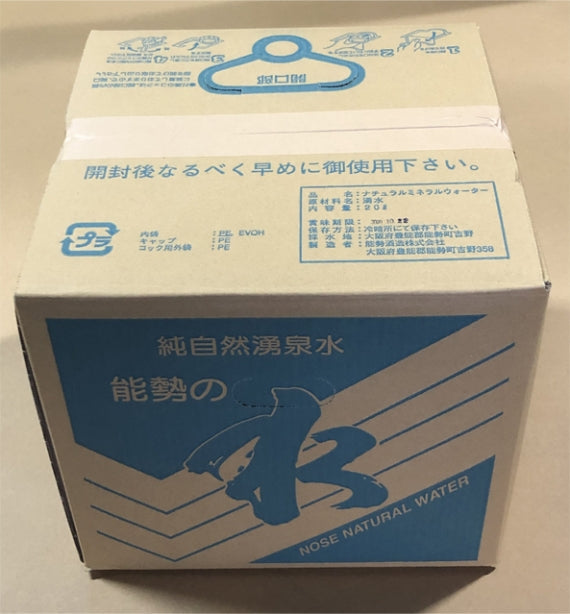 開口部
開封後なるべく早めに御使用下さい。
品名:ナチュラルミネラルウォーター
原材料名:湧水
内容量:20ℓ
賞味期限:
保存方法:冷暗所にて保存下さい
採水地:大阪府豊能郡能勢町吉野
製造者:能勢酒造株式会社
大阪府豊能郡能勢町吉野358
プラ
内袋:PE, EVOH
キャップ:PE
コック用外袋:PE
純自然湧泉水
能勢の
水
NOSE NATURAL WATER